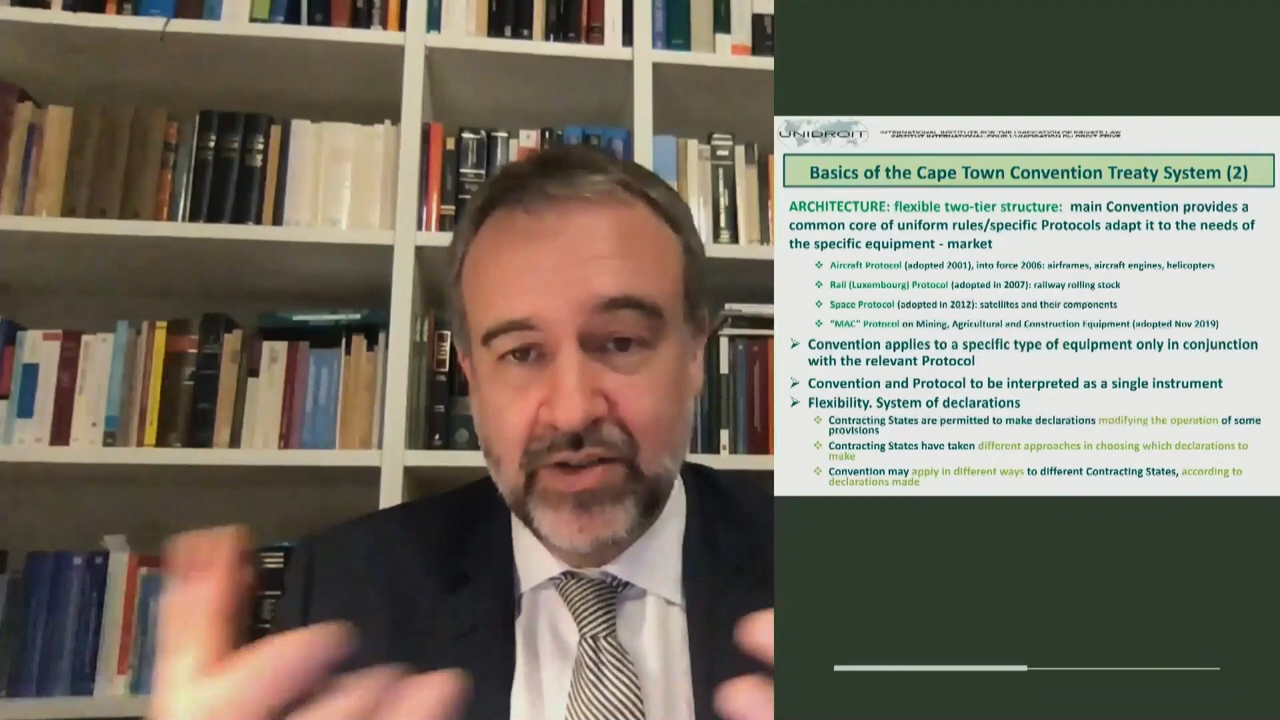 UNIDROIT
INTERNATIONAL INSTITUTE FOR THE UNIFICATION OF PRIVATE LAW
INSTITUT INTERNATIONAL POUR L'UNIFICATION DU DROIT PRIVE
Basics of the Cape Town Convention Treaty System (2)
ARCHITECTURE: flexible two-tier structure: main Convention provides a
common core of uniform rules/specific Protocols adapt it to the needs of
the specific equipment - market
Aircraft Protocol (adopted 2001), into force 2006: airframes, aircraft engines, helicopters
Rail (Luxembourg) Protocol (adopted in 2007): railway rolling stock
Space Protocol (adopted in 2012): satellites and their components
"MAC" Protocol on Mining, Agricultural and Construction Equipment (adopted Nov 2019)
Convention applies to a specific type of equipment only in conjunction
with the relevant Protocol
Convention and Protocol to be interpreted as a single instrument
Flexibility. System of declarations
Contracting States are permitted to make declarations modifying the operation of some
provisions
Contracting States have taken different approaches in choosing which declarations to
make
Convention may apply in different ways to different Contracting States, according to
declarations made